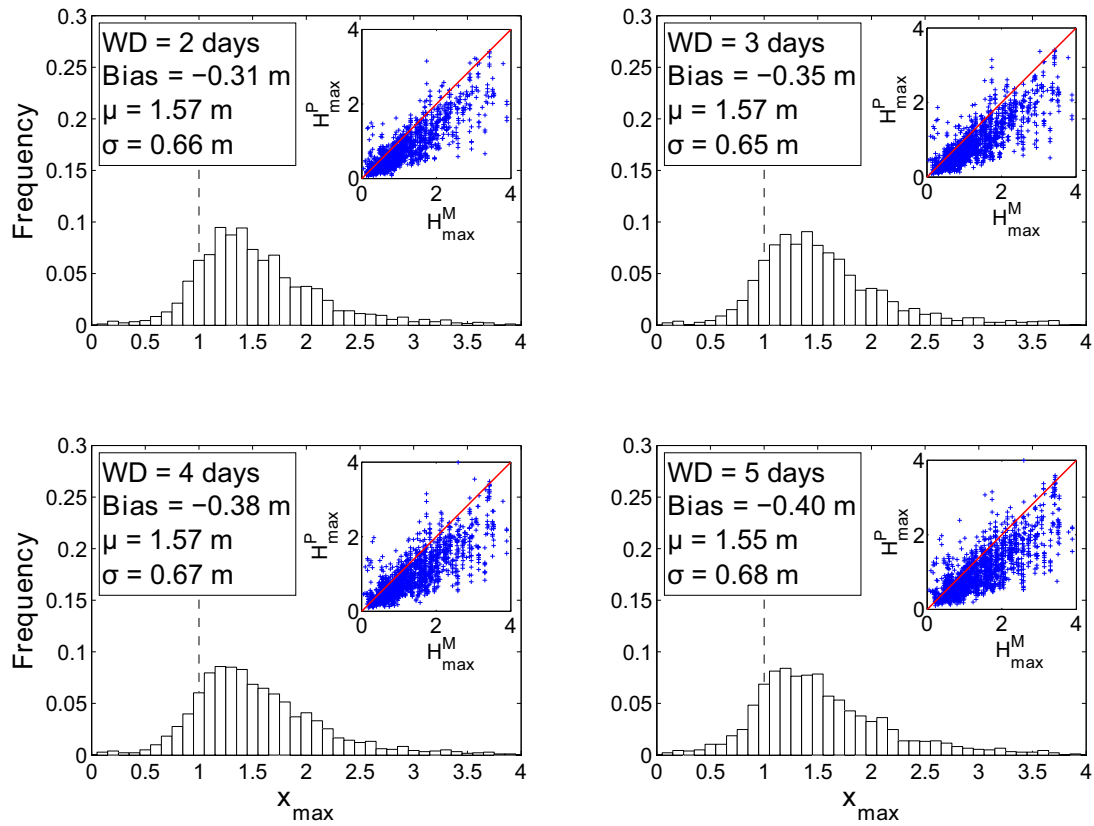 0.3
0.25
0.2
0.15
0.1
0.05
0
Frequency
WD = 2 days
Bias = −0.31 m
μ = 1.57 m
σ = 0.66 m
4
2
0
H^P_max
0 2 4
H^M_max
0 0.5 1 1.5 2 2.5 3 3.5 4
0.3
0.25
0.2
0.15
0.1
0.05
0
WD = 3 days
Bias = −0.35 m
μ = 1.57 m
σ = 0.65 m
4
2
0
H^P_max
0 2 4
H^M_max
0 0.5 1 1.5 2 2.5 3 3.5 4
0.3
0.25
0.2
0.15
0.1
0.05
0
Frequency
WD = 4 days
Bias = −0.38 m
μ = 1.57 m
σ = 0.67 m
4
2
0
H^P_max
0 2 4
H^M_max
0 0.5 1 1.5 2 2.5 3 3.5 4
x_max
0.3
0.25
0.2
0.15
0.1
0.05
0
WD = 5 days
Bias = −0.40 m
μ = 1.55 m
σ = 0.68 m
4
2
0
H^P_max
0 2 4
H^M_max
0 0.5 1 1.5 2 2.5 3 3.5 4
x_max